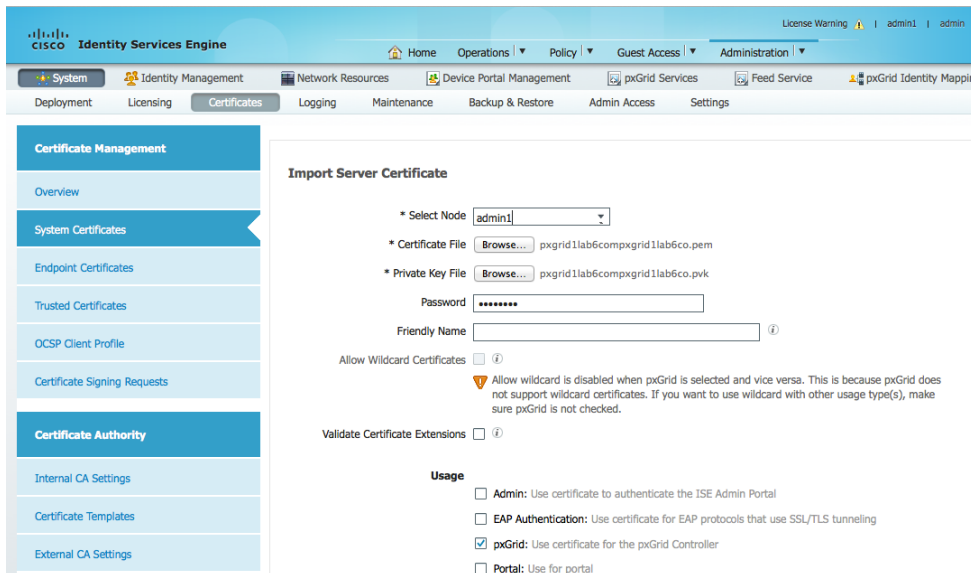 License Warning | admin1 | admin
CISCO Identity Services Engine
Home Operations Policy Guest Access Administration
System Identity Management Network Resources Device Portal Management pxGrid Services Feed Service pxGrid Identity Mappin
Deployment Licensing Certificates Logging Maintenance Backup & Restore Admin Access Settings
Certificate Management
Overview
System Certificates
Endpoint Certificates
Trusted Certificates
OCSP Client Profile
Certificate Signing Requests
Certificate Authority
Internal CA Settings
Certificate Templates
External CA Settings
Import Server Certificate
* Select Node admin1
* Certificate File Browse... pxgrid1lab6compxgrid1lab6co.pem
* Private Key File Browse... pxgrid1lab6compxgrid1lab6co.pvk
Password ••••••••
Friendly Name
Allow Wildcard Certificates
Allow wildcard is disabled when pxGrid is selected and vice versa. This is because pxGrid does
not support wildcard certificates. If you want to use wildcard with other usage type(s), make
sure pxGrid is not checked.
Validate Certificate Extensions
Usage
Admin: Use certificate to authenticate the ISE Admin Portal
EAP Authentication: Use certificate for EAP protocols that use SSL/TLS tunneling
pxGrid: Use certificate for the pxGrid Controller
Portal: Use for portal